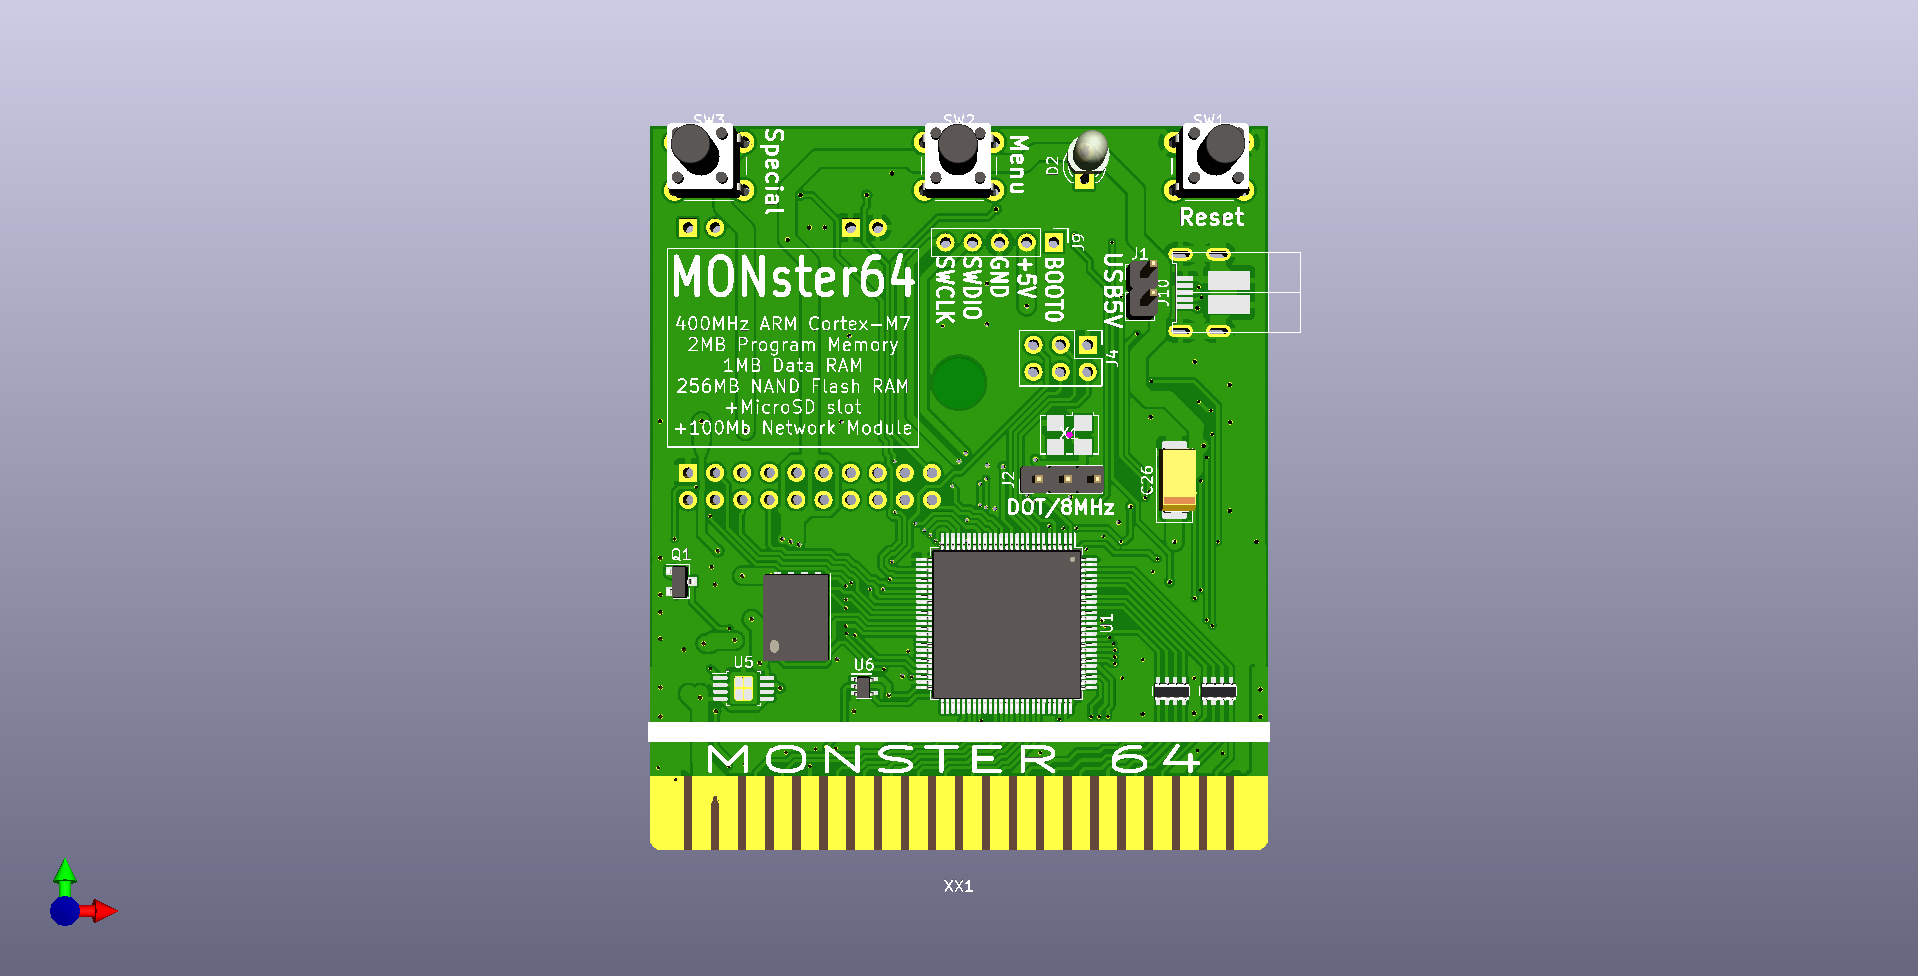 SW3
SW2
SW1
Special
Menu
D2
Reset
J9
SWCLK
SWDIO
GND
+5V
BOOT0
USB5V
J1
J10
MONster64
400MHz ARM Cortex-M7
2MB Program Memory
1MB Data RAM
256MB NAND Flash RAM
+MicroSD slot
+100Mb Network Module
J4
J2
DOT/8MHz
C26
Q1
U1
U5
U6
MONSTER 64
XX1